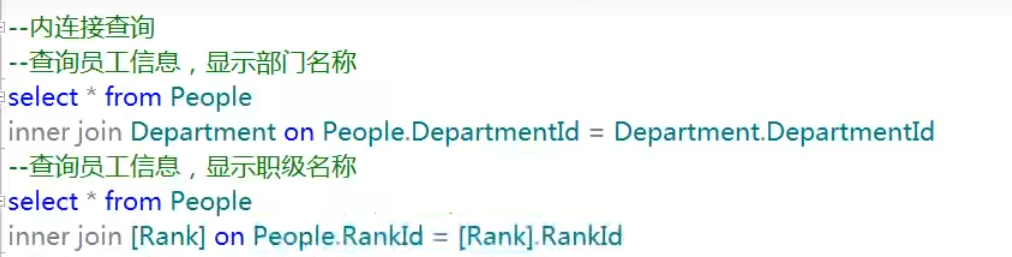 --内连接查询
--查询员工信息，显示部门名称
select * from People
inner join Department on People.DepartmentId = Department.DepartmentId
--查询员工信息，显示职级名称
select * from People
inner join [Rank] on People.RankId = [Rank].RankId